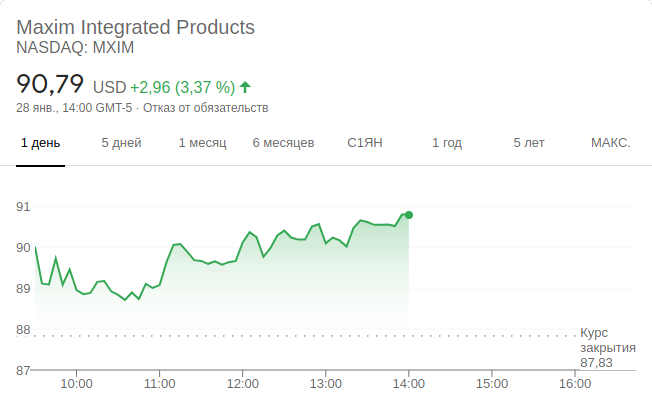 Maxim Integrated Products
NASDAQ: MXIM
90,79 USD +2,96 (3,37 %)
28 янв., 14:00 GMT-5 · Отказ от обязательств
1 день 5 дней 1 месяц 6 месяцев С1ЯН 1 год 5 лет МАКС.
91
90
89
88
Курс
закрытия
87,83
87
10:00 11:00 12:00 13:00 14:00 15:00 16:00